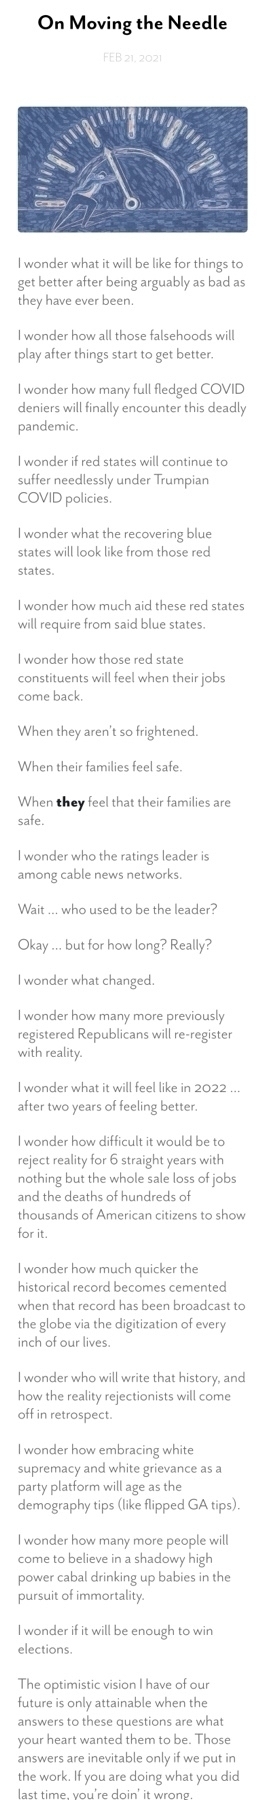 On Moving the Needle
FEB 21, 2021
I wonder what it will be like for things to
get better after being arguably as bad as
they have ever been.
I wonder how all those falsehoods will
play after things start to get better.
I wonder how many full fledged COVID
deniers will finally encounter this deadly
pandemic.
I wonder if red states will continue to
suffer needlessly under Trumpian
COVID policies.
I wonder what the recovering blue
states will look like from those red
states.
I wonder how much aid these red states
will require from said blue states.
I wonder how those red state
constituents will feel when their jobs
come back.
When they aren't so frightened.
When their families feel safe.
When they feel that their families are
safe.
I wonder who the ratings leader is
among cable news networks.
Wait ... who used to be the leader?
Okay ... but for how long? Really?
I wonder what changed.
I wonder how many more previously
registered Republicans will re-register
with reality.
I wonder what it will feel like in 2022 ...
after two years of feeling better.
I wonder how difficult it would be to
reject reality for 6 straight years with
nothing but the whole sale loss of jobs
and the deaths of hundreds of
thousands of American citizens to show
for it.
I wonder how much quicker the
historical record becomes cemented
when that record has been broadcast to
the globe via the digitization of every
inch of our lives.
I wonder who will write that history, and
how the reality rejectionists will come
off in retrospect.
I wonder how embracing white
supremacy and white grievance as a
party platform will age as the
demography tips (like flipped GA tips).
I wonder how many more people will
come to believe in a shadowy high
power cabal drinking up babies in the
pursuit of immortality.
I wonder if it will be enough to win
elections.
The optimistic vision I have of our
future is only attainable when the
answers to these questions are what
your heart wanted them to be. Those
answers are inevitable only if we put in
the work. If you are doing what you did
last time, you're doin' it wrong.